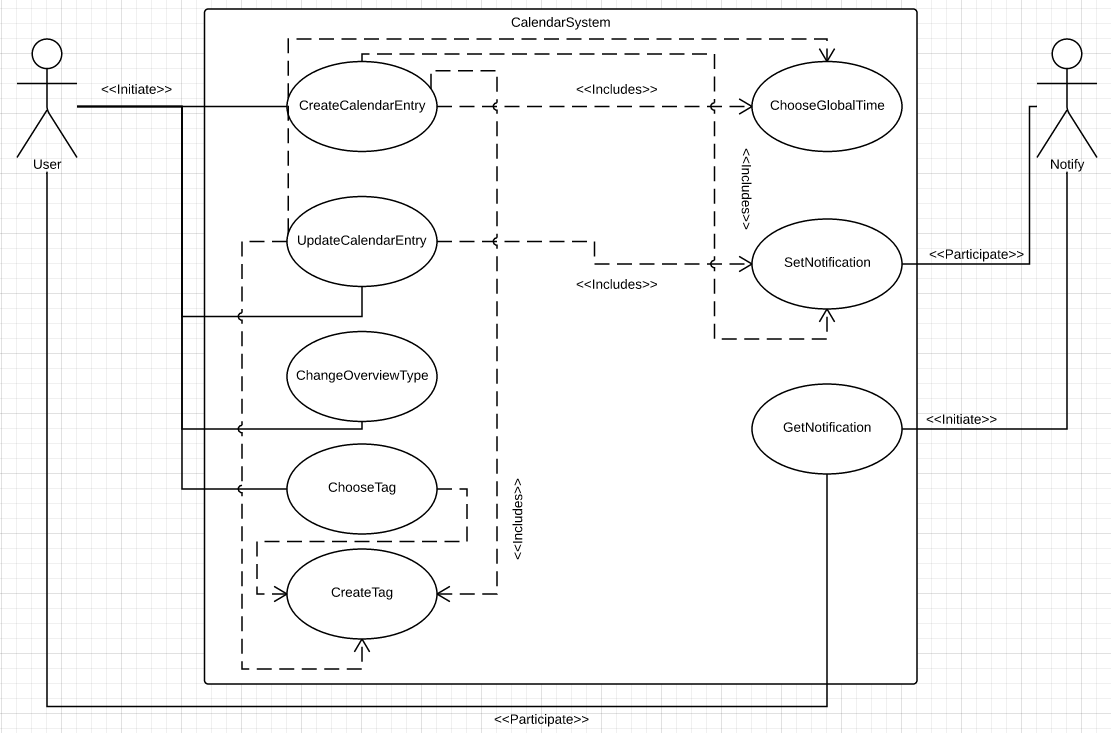 CalendarSystem
<<Initiate>>
CreateCalendarEntry
<<Includes>>
ChooseGlobalTime
User
Notify
<<Includes>>
UpdateCalendarEntry
SetNotification
<<Participate>>
<<Includes>>
ChangeOverviewType
GetNotification
<<Initiate>>
ChooseTag
<<Includes>>
CreateTag
<<Participate>>